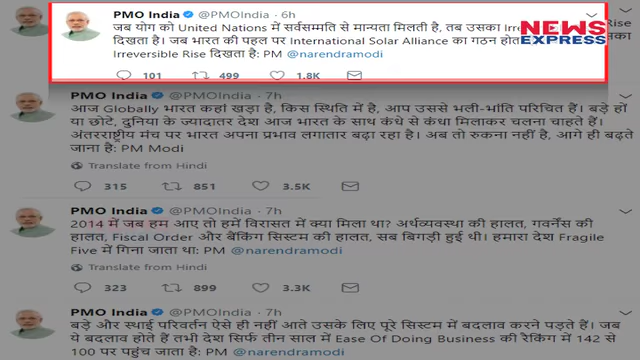 PMO India @PMOIndia · 6h
जब योग को United Nations में सर्वसम्मति से मान्यता मिलती है, तब उसका
दिखता है। जब भारत की पहल पर International Solar Alliance का गठन
Irreversible Rise दिखता है: PM @narendramodi
101 499 1.8K
NEWS
EXPRESS
PMO India @PMOIndia · 7h
आज Globally भारत कहां खड़ा है, किस स्थिति में है, आप उससे भली-भांति परिचित हैं। बड़े हों
या छोटे, दुनिया के ज्यादातर देश आज भारत के साथ कंधे से कंधा मिलाकर चलना चाहते हैं।
अंतरराष्ट्रीय मंच पर भारत अपना प्रभाव लगातार बढ़ा रहा है। अब तो रुकना नहीं है, आगे ही बढ़ते
जाना है: PM Modi
Translate from Hindi
315 851 3.5K
PMO India @PMOIndia · 7h
2014 में जब हम आए तो हमें विरासत में क्या मिला था? अर्थव्यवस्था की हालत, गवर्नेंस की
हालत, Fiscal Order और बैंकिंग सिस्टम की हालत, सब बिगड़ी हुई थी। हमारा देश Fragile
Five में गिना जाता था: PM @narendramodi
Translate from Hindi
323 899 3.3K
PMO India @PMOIndia · 7h
बड़े और स्थाई परिवर्तन ऐसे ही नहीं आते उसके लिए पूरे सिस्टम में बदलाव करने पड़ते हैं। जब
ये बदलाव होते हैं तभी देश सिर्फ तीन साल में Ease Of Doing Business की रैंकिंग में 142 से
100 पर पहुंच जाता है: PM @narendramodi